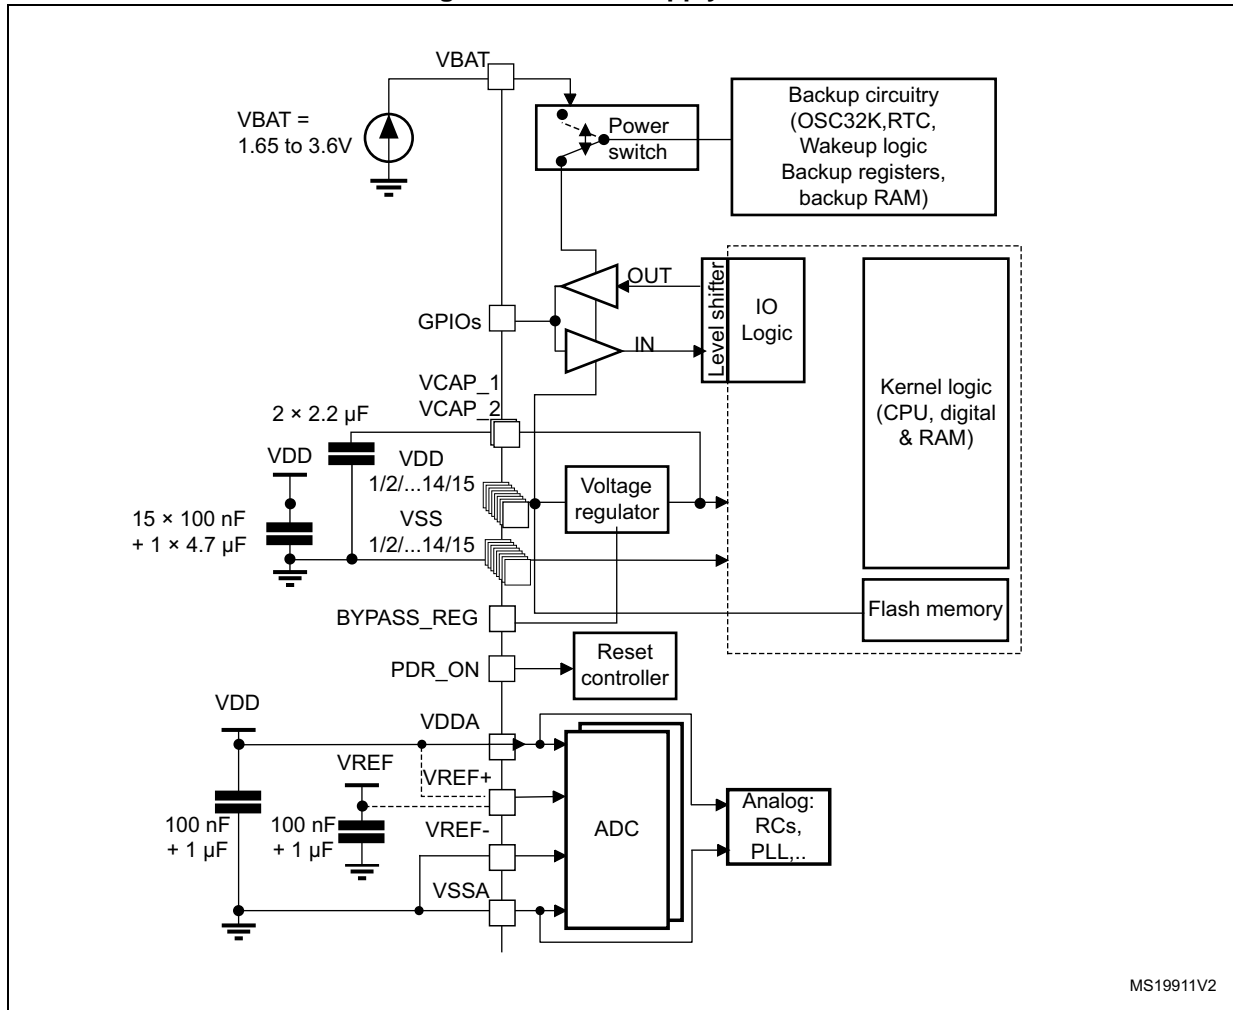 VBAT
VBAT =
1.65 to 3.6V
Power
switch
Backup circuitry
(OSC32K,RTC,
Wakeup logic
Backup registers,
backup RAM)
OUT
GPIOs
IN
Level shifter
IO
Logic
Kernel logic
(CPU, digital
& RAM)
VCAP_1
VCAP_2
2 × 2.2 µF
VDD
VDD
1/2/...14/15
Voltage
regulator
15 × 100 nF
+ 1 × 4.7 µF
VSS
1/2/...14/15
Flash memory
BYPASS_REG
PDR_ON
Reset
controller
VDD
VDDA
VREF
VREF+
100 nF
+ 1 µF
100 nF
+ 1 µF
VREF-
ADC
Analog:
RCs,
PLL,..
VSSA
MS19911V2